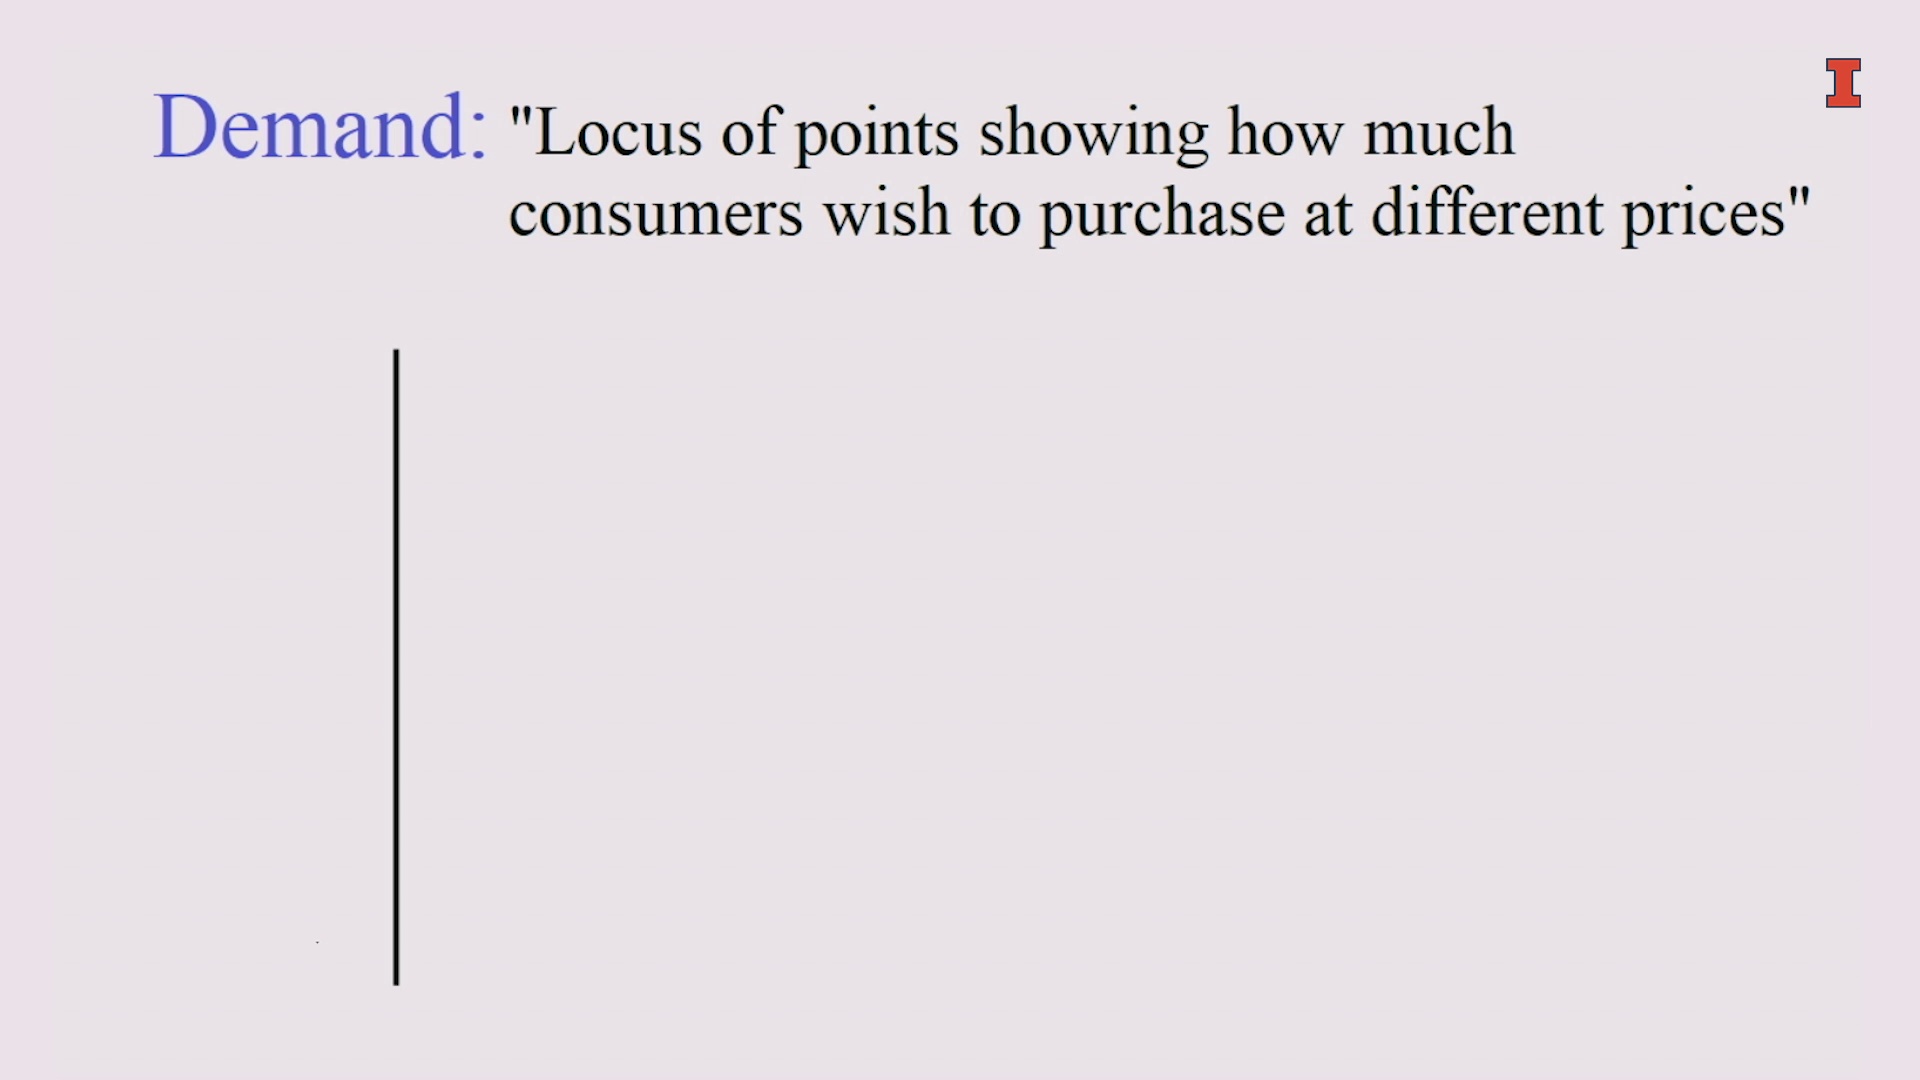 Demand: "Locus of points showing how much
consumers wish to purchase at different prices"
I